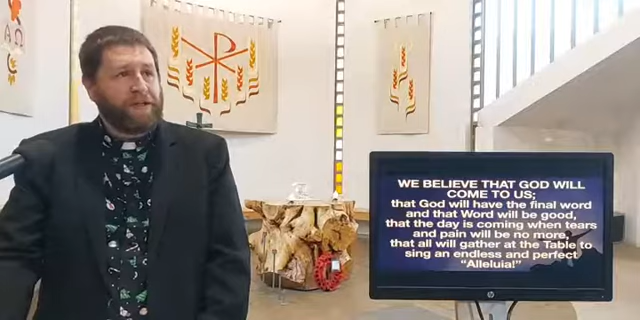 A Ω
WE BELIEVE THAT GOD WILL
COME TO US;
that God will have the final word
and that Word will be good,
that the day is coming when tears
and pain will be no more,
that all will gather at the Table to
sing an endless and perfect
"Alleluia!"
hp